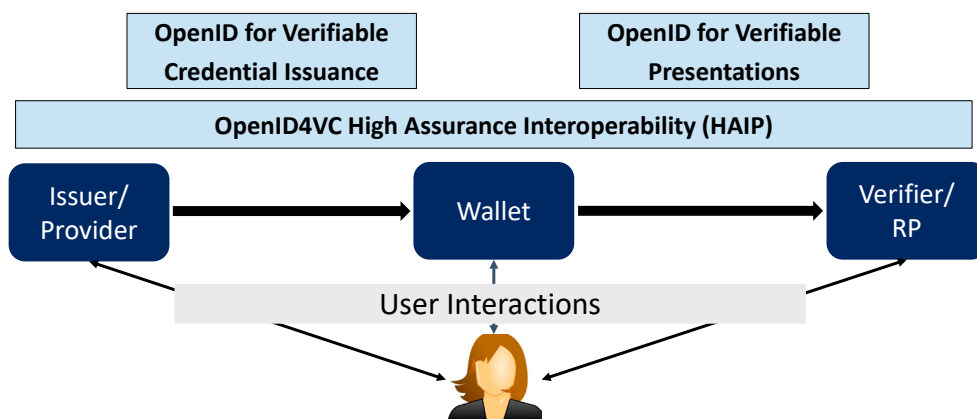 OpenID for Verifiable
Credential Issuance
OpenID for Verifiable
Presentations
OpenID4VC High Assurance Interoperability (HAIP)
Issuer/
Provider
Wallet
Verifier/
RP
User Interactions